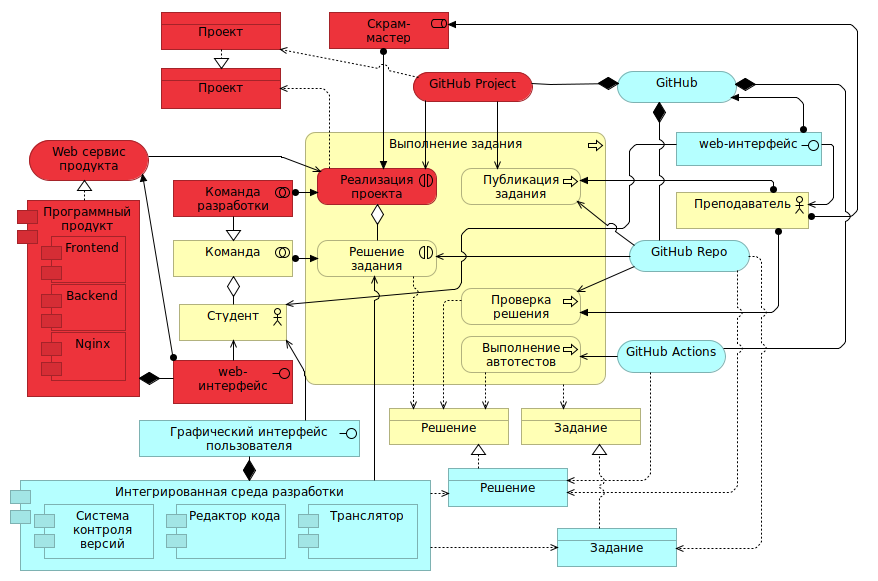 Проект
Скрам-
мастер
Проект
GitHub Project
GitHub
Выполнение задания
web-интерфейс
Web сервис
продукта
Реализация
проекта
Публикация
задания
Команда
разработки
Преподаватель
Программный
продукт
Frontend
Backend
Nginx
Команда
Решение
задания
GitHub Repo
Студент
Проверка
решения
Выполнение
автотестов
GitHub Actions
web-
интерфейс
Решение
Задание
Графический интерфейс
пользователя
Интегрированная среда разработки
Система
контроля
версий
Редактор кода
Транслятор
Решение
Задание